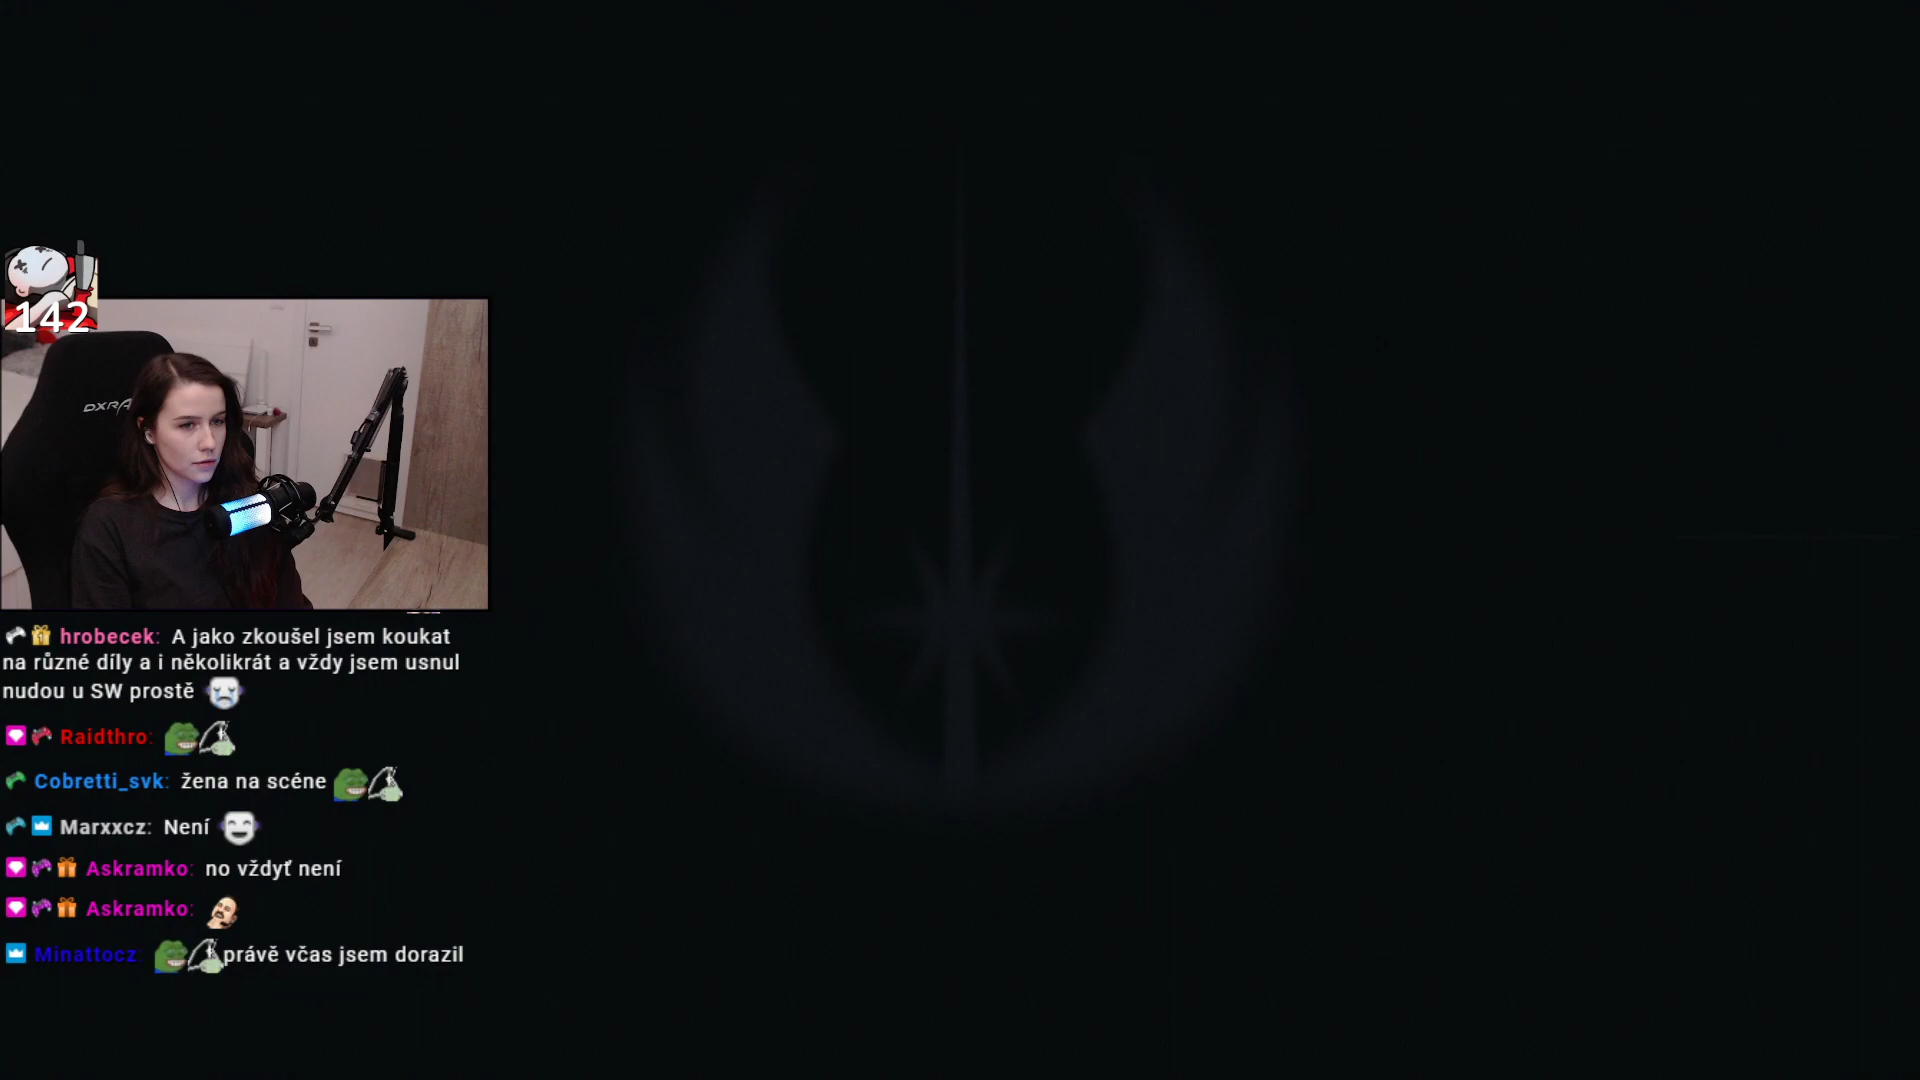 142
DXRA
hrobecek: A jako zkoušel jsem koukat
na různé díly a i několikrát a vždy jsem usnul
nudou u SW prostě
Raidthro:
Cobretti_svk: žena na scéne
Marxxcz: Není
Askramko: no vždyť není
Askramko:
Minattocz: právě včas jsem dorazil